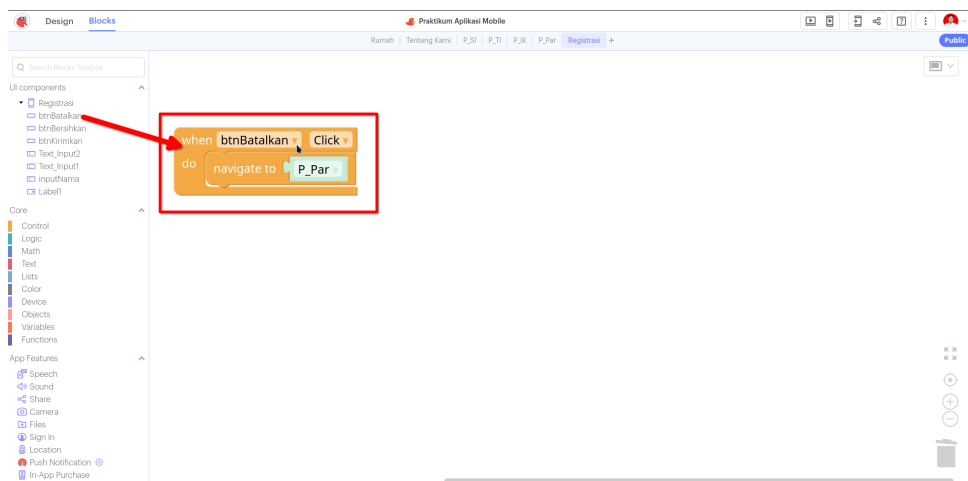 Design Blocks Praktikum Aplikasi Mobile
Rumah Tentang Kami P_SI P_TI P_IK P_Par Registrasi + Public
Search Blocks Toolbox
UI components
Registrasi
btnBatalkan
btnBersihkan
btnKirimkan
Text_Input2
Text_Input1
inputNama
Label1
when btnBatalkan Click
do navigate to P_Par
Core
Control
Logic
Math
Text
Lists
Color
Device
Objects
Variables
Functions
App Features
Speech
Sound
Share
Camera
Files
Sign In
Location
Push Notification
In-App Purchase